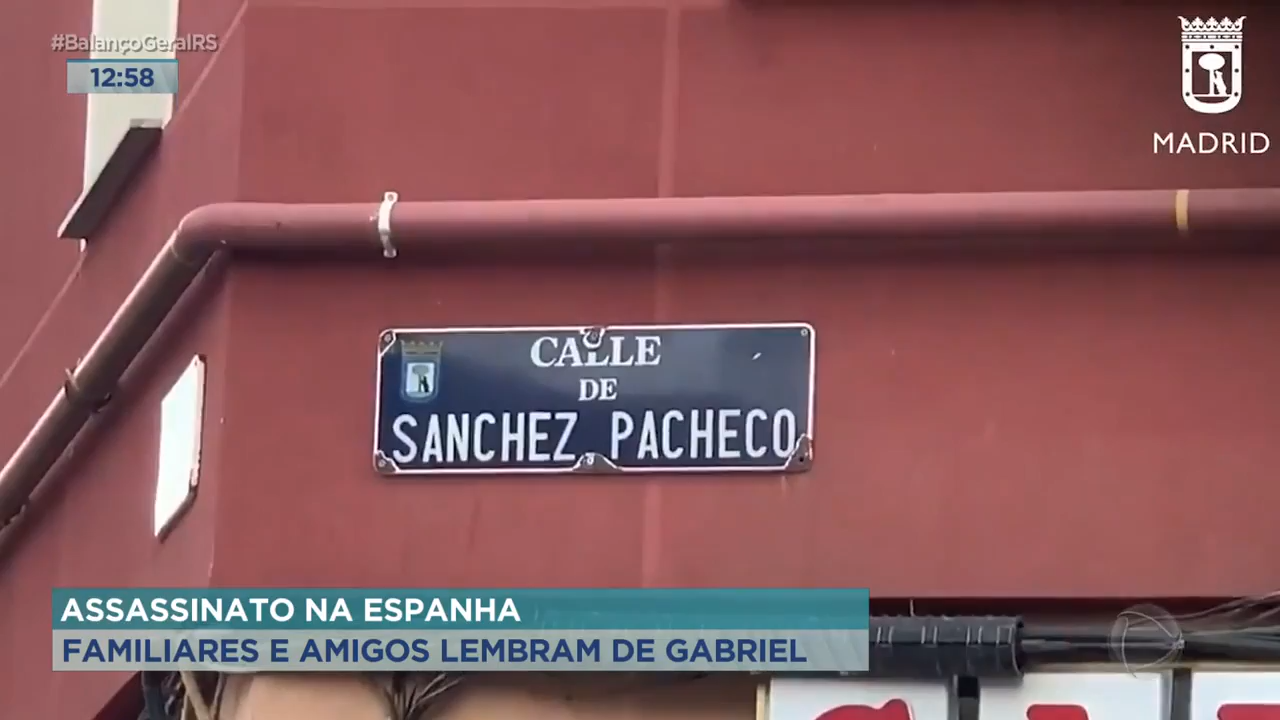 #BalançoGeralRS
12:58
MADRID
CALLE
DE
SANCHEZ PACHECO
ASSASSINATO NA ESPANHA
FAMILIARES E AMIGOS LEMBRAM DE GABRIEL